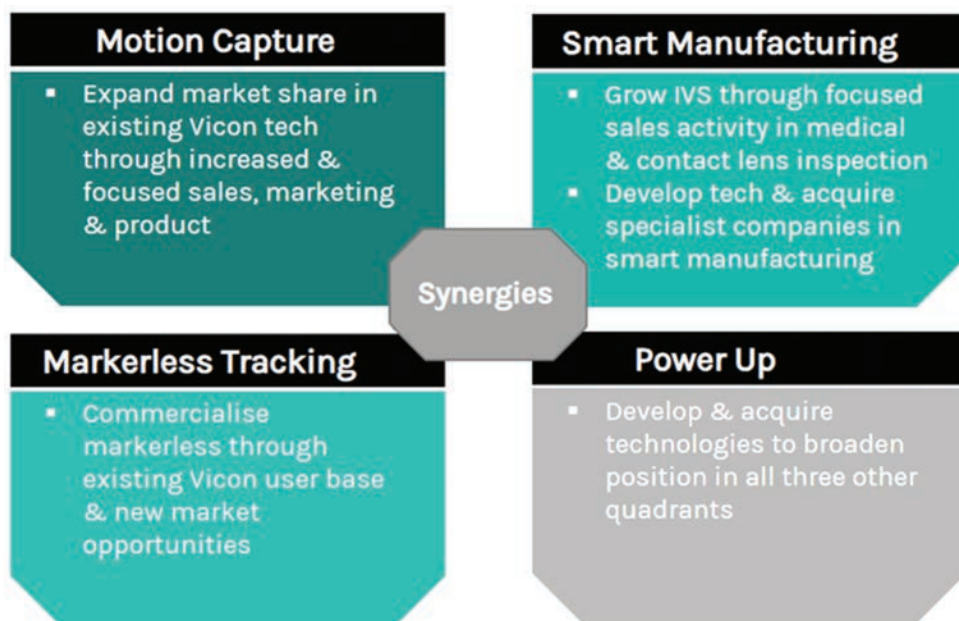 Motion Capture
▪ Expand market share in
existing Vicon tech
through increased &
focused sales, marketing
& product
Smart Manufacturing
▪ Grow IVS through focused
sales activity in medical
& contact lens inspection
▪ Develop tech & acquire
specialist companies in
smart manufacturing
Synergies
Markerless Tracking
▪ Commercialise
markerless through
existing Vicon user base
& new market
opportunities
Power Up
▪ Develop & acquire
technologies to broaden
position in all three other
quadrants